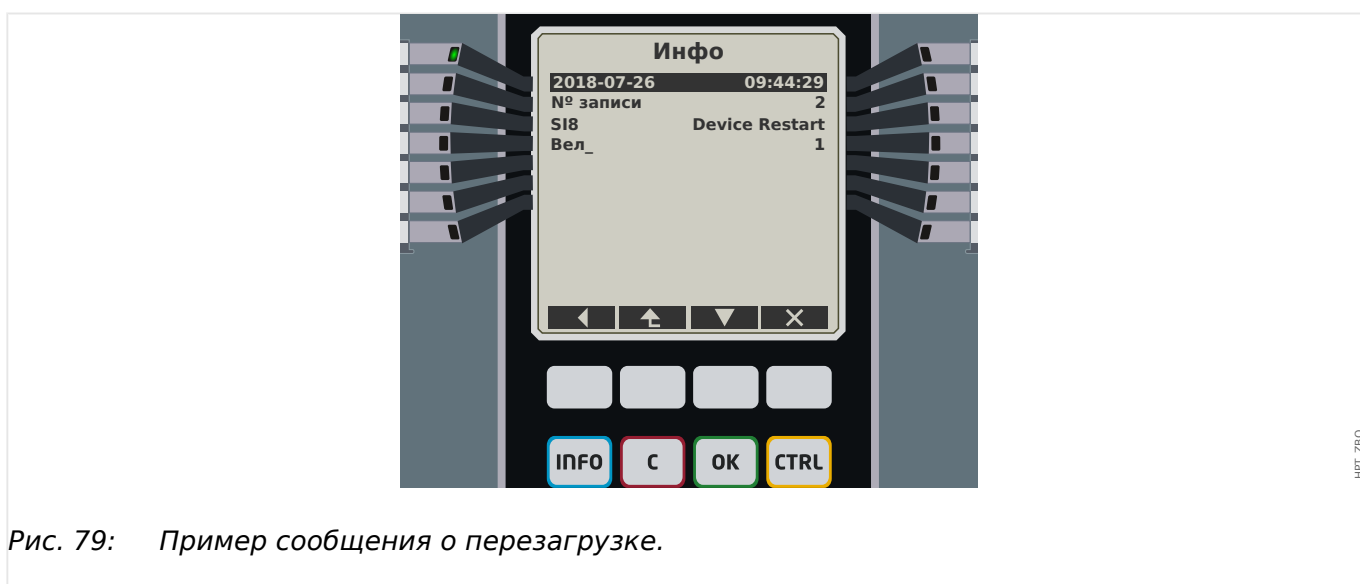 Инфо
2018-07-26 09:44:29
№ записи 2
SI8 Device Restart
Вел_ 1
INFO C OK CTRL
Рис. 79: Пример сообщения о перезагрузке.